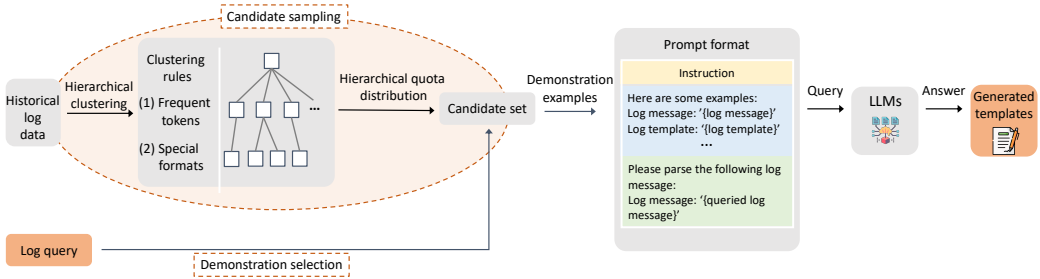 Candidate sampling
Historical
log
data
Hierarchical
clustering
Clustering
rules
(1) Frequent
tokens
(2) Special
formats
...
Hierarchical quota
distribution
Candidate set
Demonstration
examples
Prompt format
Instruction
Here are some examples:
Log message: '{log message}'
Log template: '{log template}'
...
Please parse the following log
message:
Log message: '{queried log
message}'
Query
LLMs
Answer
Generated
templates
Log query
Demonstration selection